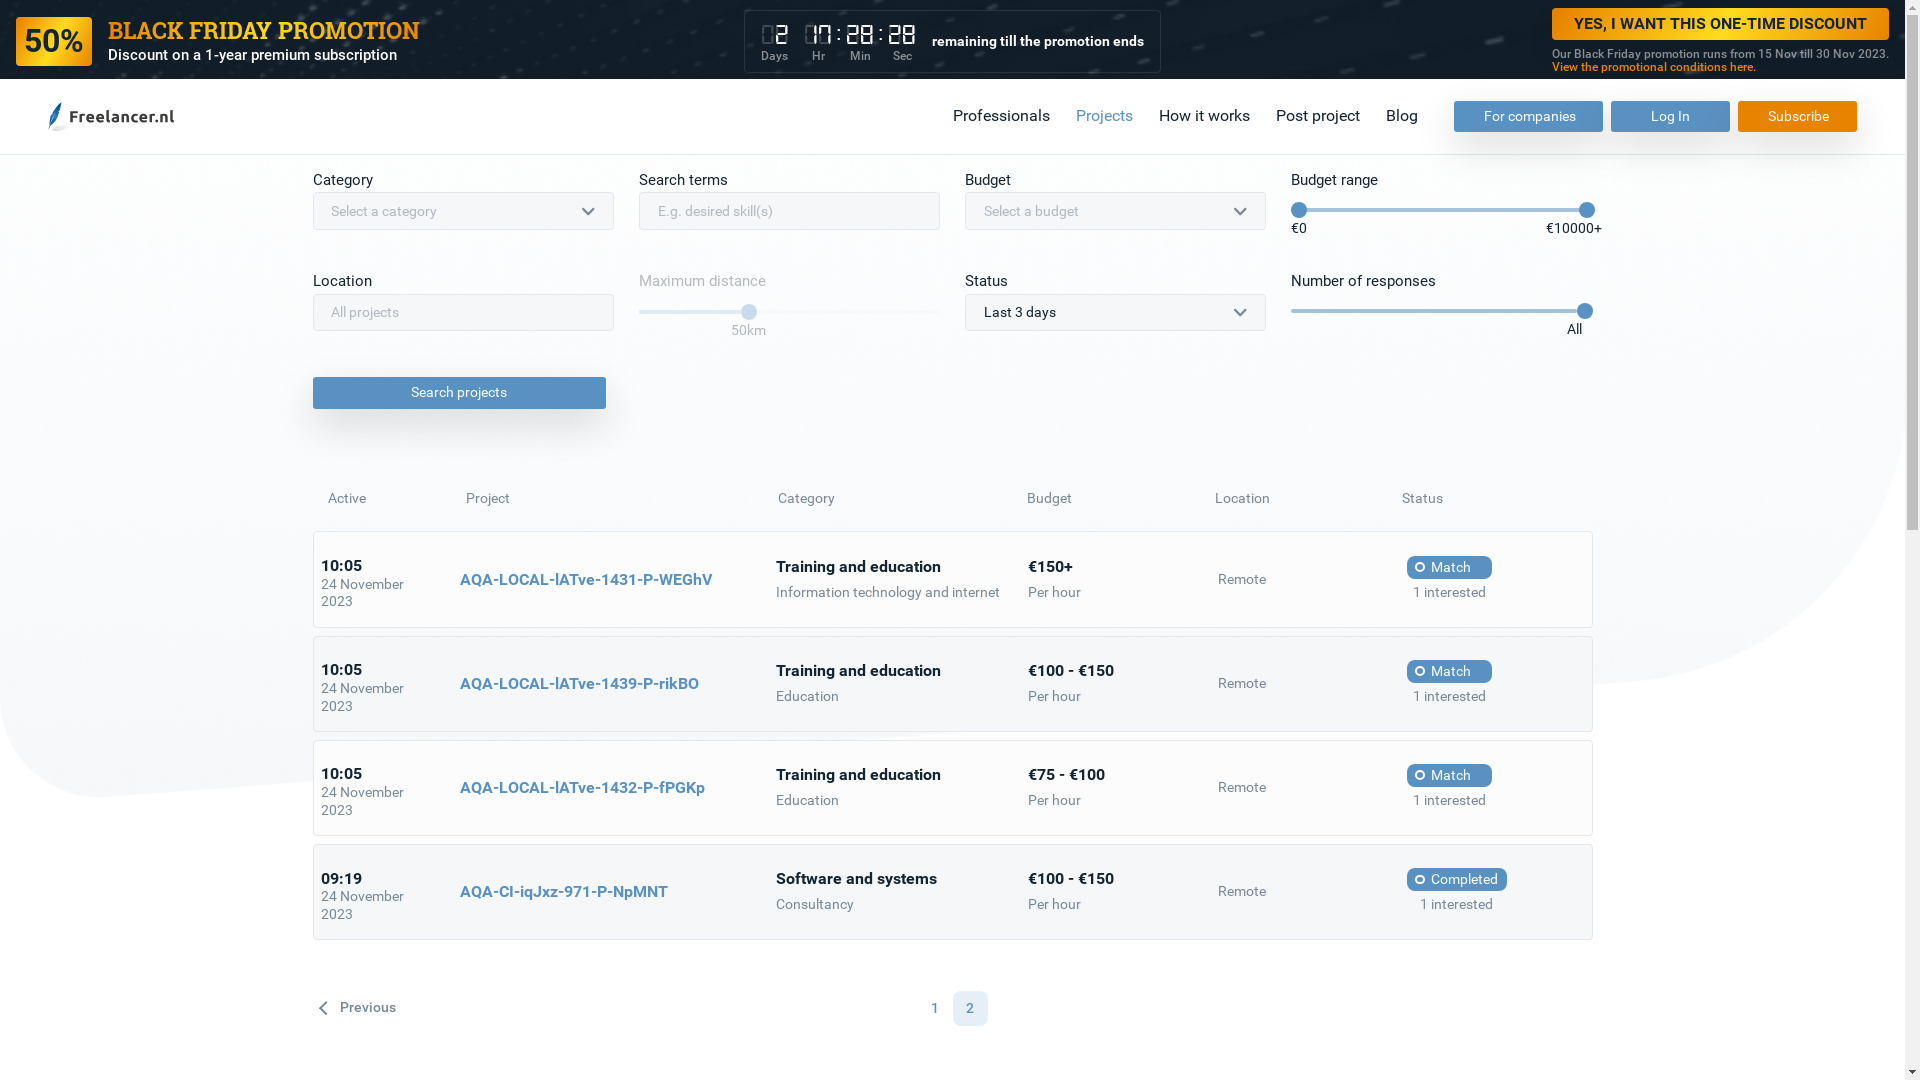 50%
BLACK FRIDAY PROMOTION
Discount on a 1-year premium subscription
2 17 : 28 : 28
Days Hr Min Sec
remaining till the promotion ends
YES, I WANT THIS ONE-TIME DISCOUNT
Our Black Friday promotion runs from 15 Nov till 30 Nov 2023.
View the promotional conditions here.
Freelancer.nl
Professionals Projects How it works Post project Blog For companies Log In Subscribe
Category Search terms Budget Budget range
Select a category E.g. desired skill(s) Select a budget
€0 €10000+
Location Maximum distance Status Number of responses
All projects Last 3 days
50km All
Search projects
Active Project Category Budget Location Status
10:05
24 November
2023
AQA-LOCAL-lATve-1431-P-WEGhV
Training and education
Information technology and internet
€150+
Per hour
Remote
Match
1 interested
10:05
24 November
2023
AQA-LOCAL-lATve-1439-P-rikBO
Training and education
Education
€100 - €150
Per hour
Remote
Match
1 interested
10:05
24 November
2023
AQA-LOCAL-lATve-1432-P-fPGKp
Training and education
Education
€75 - €100
Per hour
Remote
Match
1 interested
09:19
24 November
2023
AQA-CI-iqJxz-971-P-NpMNT
Software and systems
Consultancy
€100 - €150
Per hour
Remote
Completed
1 interested
Previous 1 2